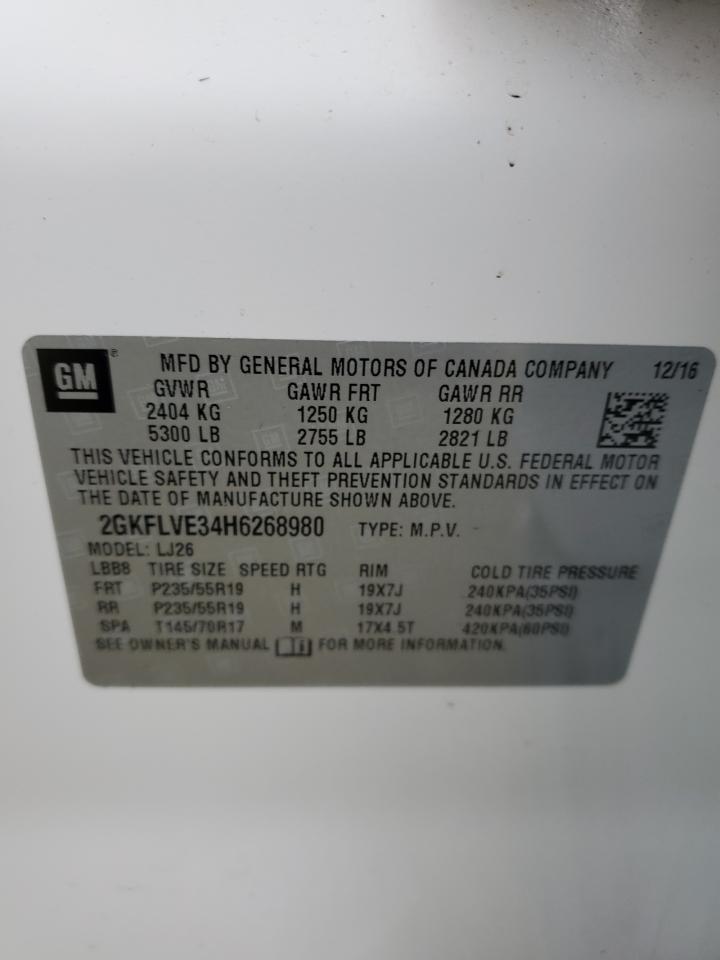 GM®
MFD BY GENERAL MOTORS OF CANADA COMPANY 12/16
GVWR GAWR FRT GAWR RR
2404 KG 1250 KG 1280 KG
5300 LB 2755 LB 2821 LB
THIS VEHICLE CONFORMS TO ALL APPLICABLE U.S. FEDERAL MOTOR
VEHICLE SAFETY AND THEFT PREVENTION STANDARDS IN EFFECT ON
THE DATE OF MANUFACTURE SHOWN ABOVE.
2GKFLVE34H6268980 TYPE: M.P.V.
MODEL: LJ26
LBB8 TIRE SIZE SPEED RTG RIM COLD TIRE PRESSURE
FRT P235/55R19 H 19X7J 240KPA(35PSI)
RR P235/55R19 H 19X7J 240KPA(35PSI)
SPA T145/70R17 M 17X4.5T 420KPA(60PSI)
SEE OWNER'S MANUAL FOR MORE INFORMATION.